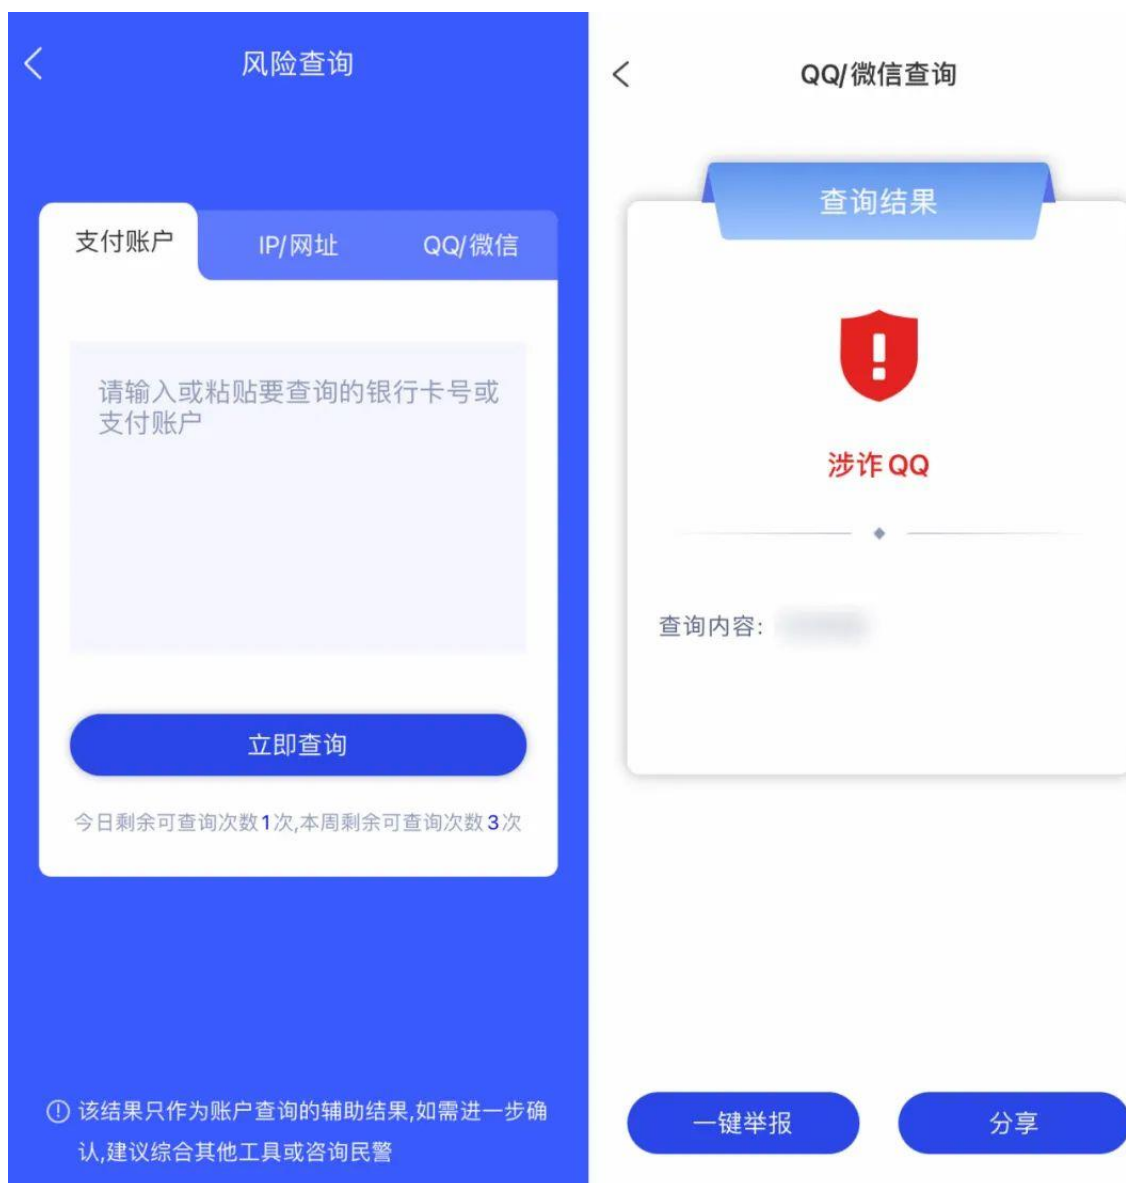 风险查询
支付账户
IP/网址
QQ/微信
请输入或粘贴要查询的银行卡号或
支付账户
立即查询
今日剩余可查询次数1次,本周剩余可查询次数3次
该结果只作为账户查询的辅助结果,如需进一步确
认,建议综合其他工具或咨询民警
QQ/微信查询
查询结果
涉诈QQ
查询内容:
一键举报
分享